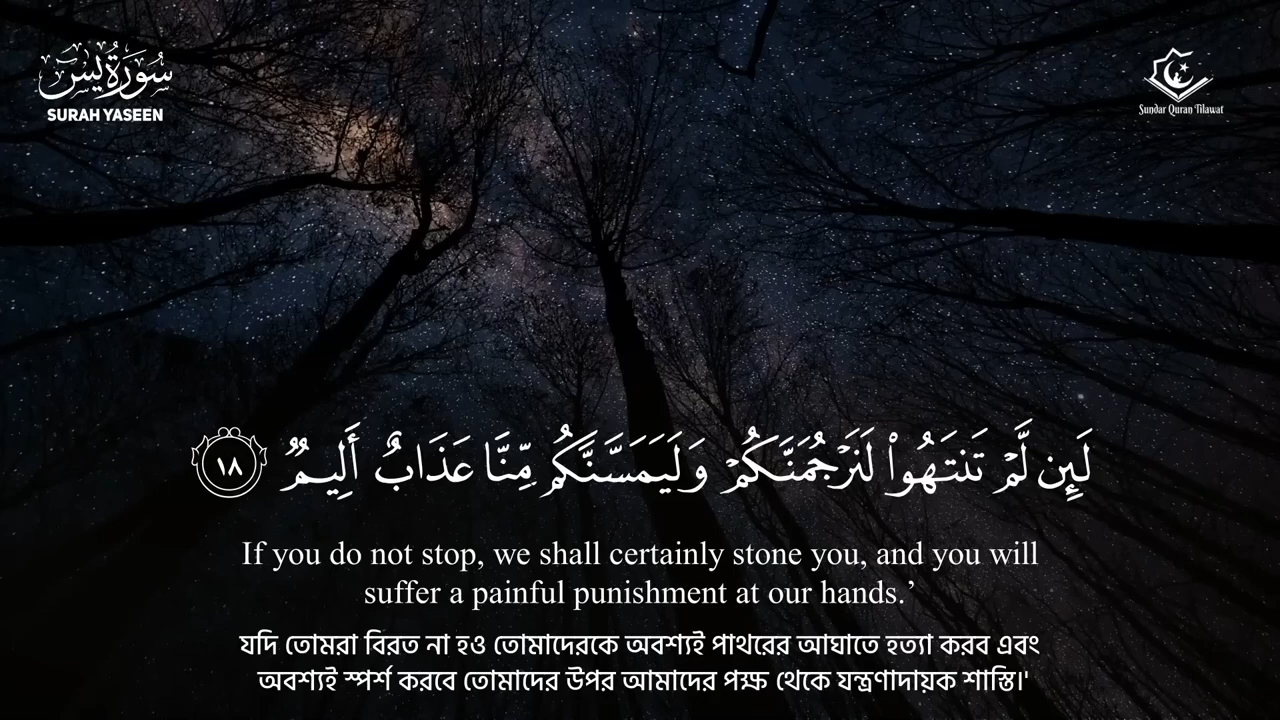 سُورَةُ يٰسٓ
SURAH YASEEN
Sundar Quran Tilawat
لَئِن لَّمْ تَنتَهُوا۟ لَنَرْجُمَنَّكُمْ وَلَيَمَسَّنَّكُم مِّنَّا عَذَابٌ أَلِيمٌ ١٨
If you do not stop, we shall certainly stone you, and you will
suffer a painful punishment at our hands.’
যদি তোমরা বিরত না হও তোমাদেরকে অবশ্যই পাথরের আঘাতে হত্যা করব এবং
অবশ্যই স্পর্শ করবে তোমাদের উপর আমাদের পক্ষ থেকে যন্ত্রণাদায়ক শাস্তি।'